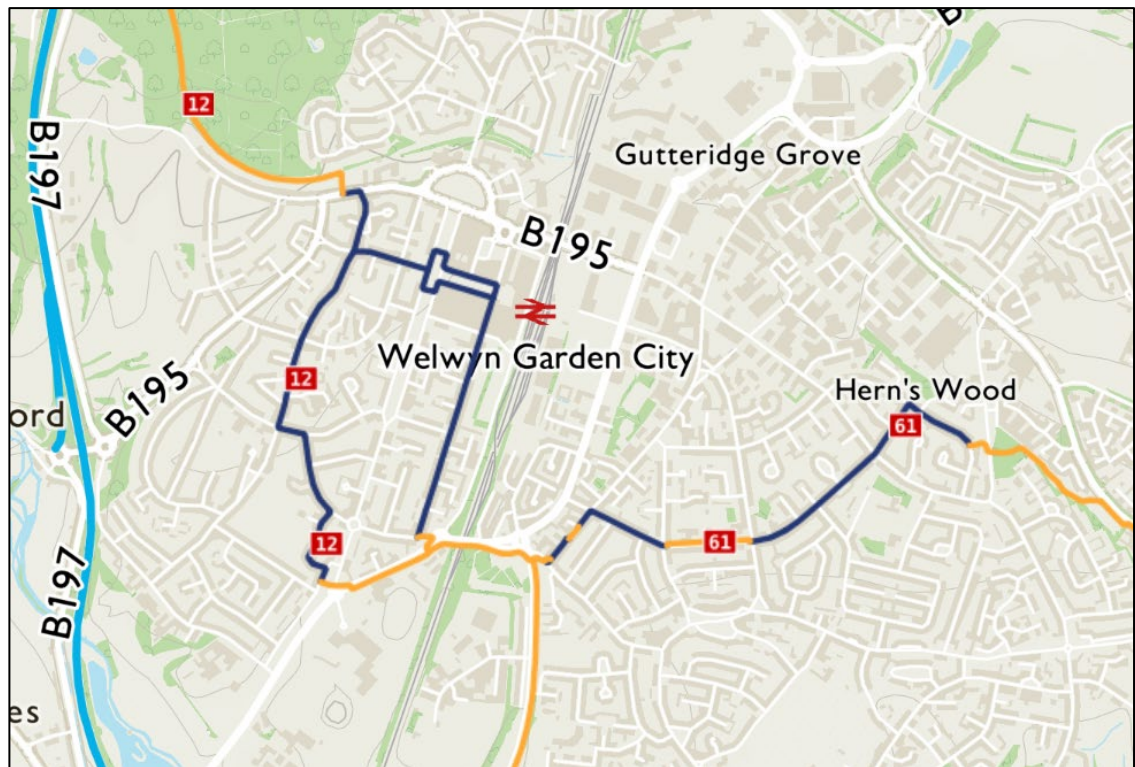 B
12
B197
Gutteridge Grove
B195
Welwyn Garden City
12
Hern's Wood
B195
ord
61
12
61
B197
es